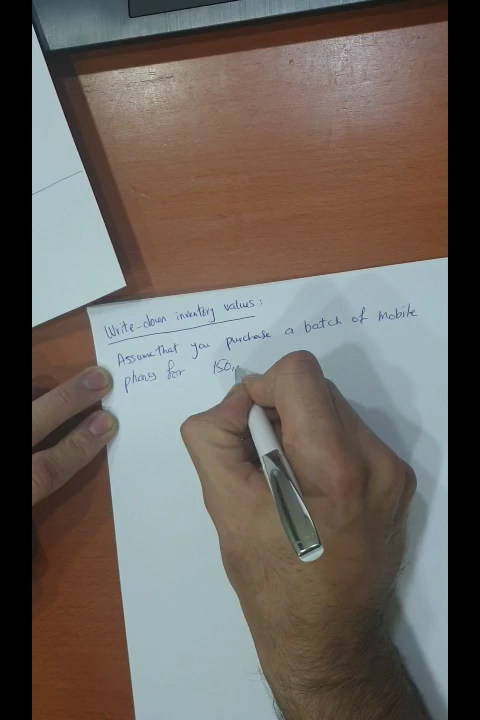 Write-down inventory values:
Assume that you purchase a batch of Mobile
phones for 150,